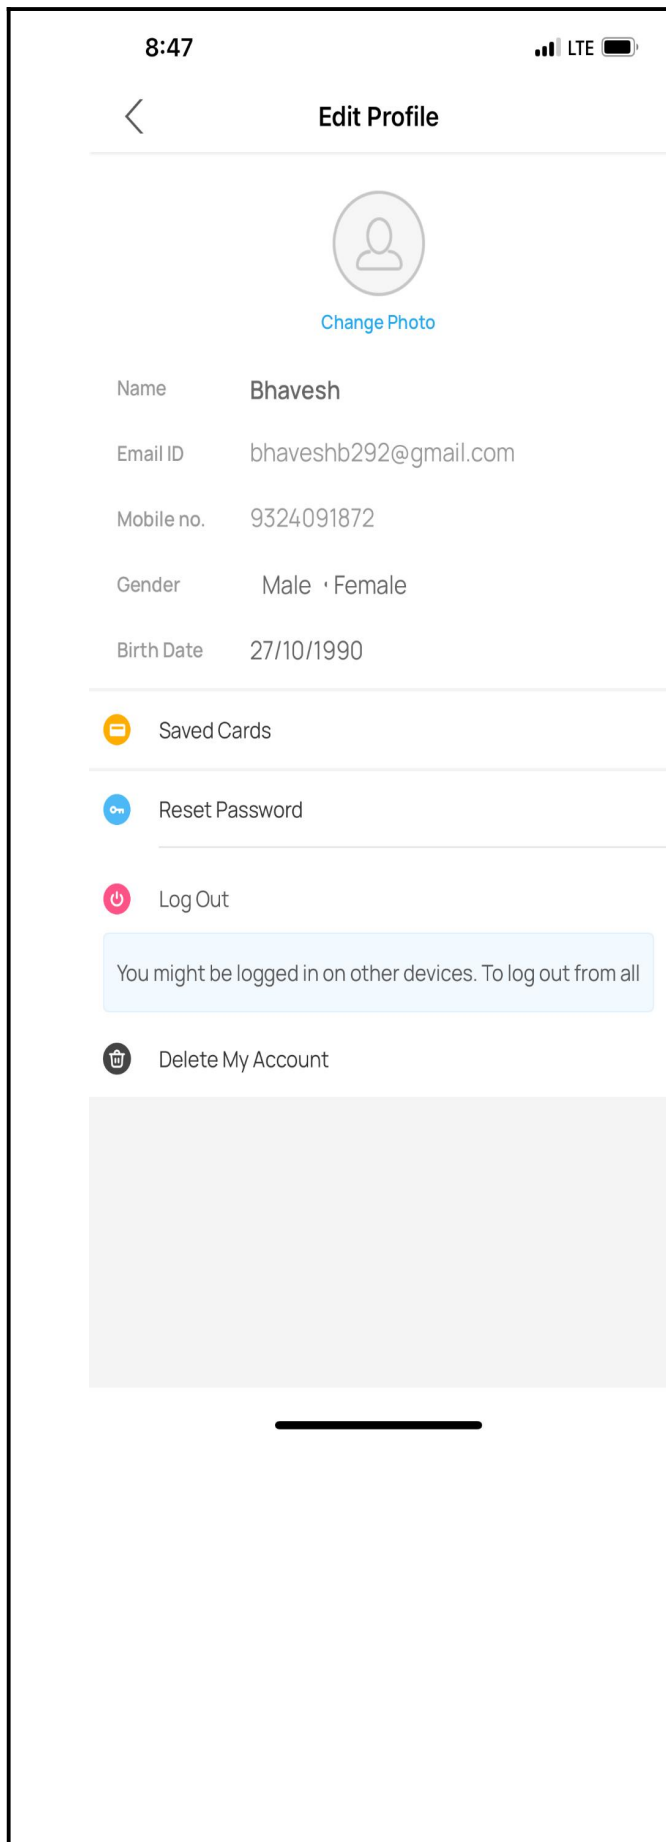 8:47 LTE
Edit Profile
Change Photo
Name Bhavesh
Email ID bhaveshb292@gmail.com
Mobile no. 9324091872
Gender Male Female
Birth Date 27/10/1990
Saved Cards
Reset Password
Log Out
You might be logged in on other devices. To log out from all
Delete My Account